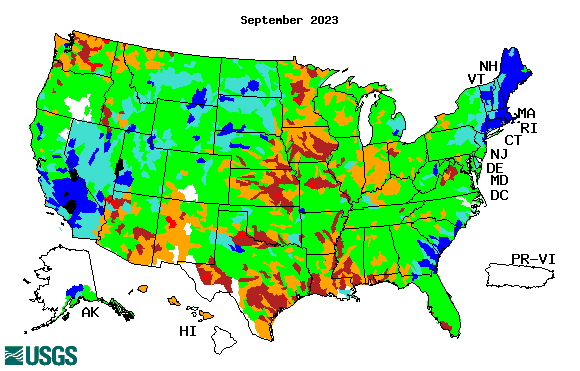 September 2023
NH
VT
MA
RI
CT
NJ
DE
MD
DC
PR-VI
AK
HI
USGS